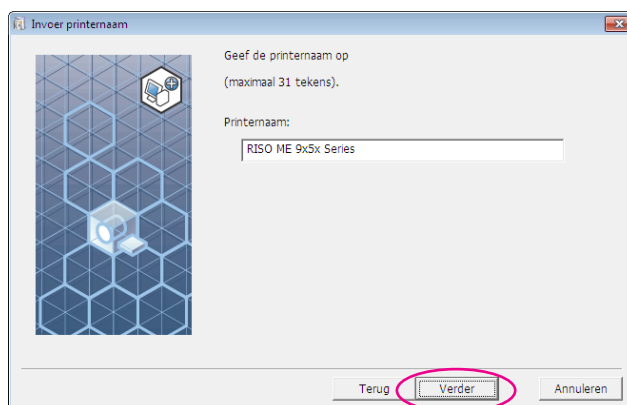 Invoer printernaam
Geef de printernaam op
(maximaal 31 tekens).
Printernaam:
RISO ME 9x5x Series
Terug
Verder
Annuleren